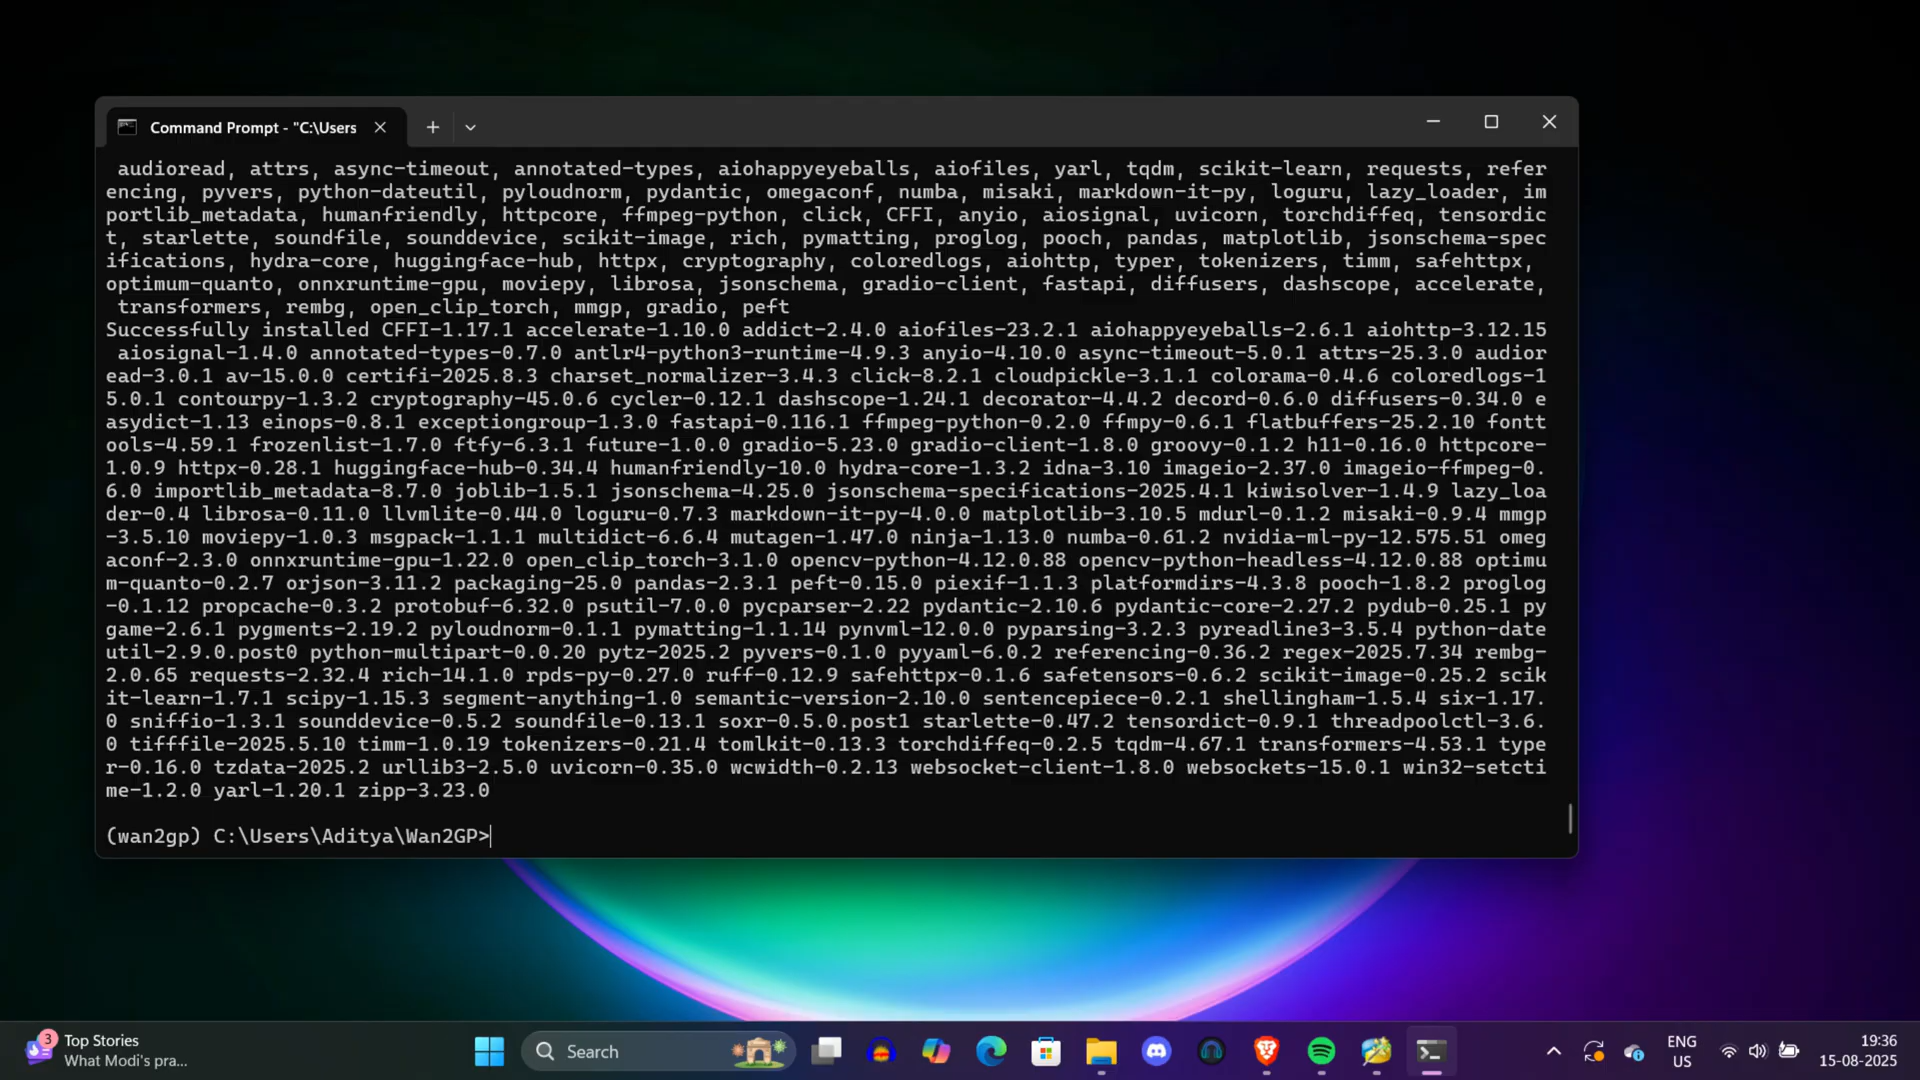 Command Prompt - "C:\Users
audioread, attrs, async-timeout, annotated-types, aiohappyeyeballs, aiofiles, yarl, tqdm, scikit-learn, requests, refer
encing, pyvers, python-dateutil, pyloudnorm, pydantic, omegaconf, numba, misaki, markdown-it-py, loguru, lazy_loader, im
portlib_metadata, humanfriendly, httpcore, ffmpeg-python, click, CFFI, anyio, aiosignal, uvicorn, torchdiffeq, tensordic
t, starlette, soundfile, sounddevice, scikit-image, rich, pymatting, proglog, pooch, pandas, matplotlib, jsonschema-spec
ifications, hydra-core, huggingface-hub, httpx, cryptography, coloredlogs, aiohttp, typer, tokenizers, timm, safehttpx,
optimum-quanto, onnxruntime-gpu, moviepy, librosa, jsonschema, gradio-client, fastapi, diffusers, dashscope, accelerate,
transformers, rembg, open_clip_torch, mmgp, gradio, peft
Successfully installed CFFI-1.17.1 accelerate-1.10.0 addict-2.4.0 aiofiles-23.2.1 aiohappyeyeballs-2.6.1 aiohttp-3.12.15
aiosignal-1.4.0 annotated-types-0.7.0 antlr4-python3-runtime-4.9.3 anyio-4.10.0 async-timeout-5.0.1 attrs-25.3.0 audior
ead-3.0.1 av-15.0.0 certifi-2025.8.3 charset_normalizer-3.4.3 click-8.2.1 cloudpickle-3.1.1 colorama-0.4.6 coloredlogs-1
5.0.1 contourpy-1.3.2 cryptography-45.0.6 cycler-0.12.1 dashscope-1.24.1 decorator-4.4.2 decord-0.6.0 diffusers-0.34.0 e
asydict-1.13 einops-0.8.1 exceptiongroup-1.3.0 fastapi-0.116.1 ffmpeg-python-0.2.0 ffmpy-0.6.1 flatbuffers-25.2.10 fontt
ools-4.59.1 frozenlist-1.7.0 ftfy-6.3.1 future-1.0.0 gradio-5.23.0 gradio-client-1.8.0 groovy-0.1.2 h11-0.16.0 httpcore-
1.0.9 httpx-0.28.1 huggingface-hub-0.34.4 humanfriendly-10.0 hydra-core-1.3.2 idna-3.10 imageio-2.37.0 imageio-ffmpeg-0.
6.0 importlib_metadata-8.7.0 joblib-1.5.1 jsonschema-4.25.0 jsonschema-specifications-2025.4.1 kiwisolver-1.4.9 lazy_loa
der-0.4 librosa-0.11.0 llvmlite-0.44.0 loguru-0.7.3 markdown-it-py-4.0.0 matplotlib-3.10.5 mdurl-0.1.2 misaki-0.9.4 mmgp
-3.5.10 moviepy-1.0.3 msgpack-1.1.1 multidict-6.6.4 mutagen-1.47.0 ninja-1.13.0 numba-0.61.2 nvidia-ml-py-12.575.51 omeg
aconf-2.3.0 onnxruntime-gpu-1.22.0 open_clip_torch-3.1.0 opencv-python-4.12.0.88 opencv-python-headless-4.12.0.88 optimu
m-quanto-0.2.7 orjson-3.11.2 packaging-25.0 pandas-2.3.1 peft-0.15.0 piexif-1.1.3 platformdirs-4.3.8 pooch-1.8.2 proglog
-0.1.12 propcache-0.3.2 protobuf-6.32.0 psutil-7.0.0 pycparser-2.22 pydantic-2.10.6 pydantic-core-2.27.2 pydub-0.25.1 py
game-2.6.1 pygments-2.19.2 pyloudnorm-0.1.1 pymatting-1.1.14 pynvml-12.0.0 pyparsing-3.2.3 pyreadline3-3.5.4 python-date
util-2.9.0.post0 python-multipart-0.0.20 pytz-2025.2 pyvers-0.1.0 pyyaml-6.0.2 referencing-0.36.2 regex-2025.7.34 rembg-
2.0.65 requests-2.32.4 rich-14.1.0 rpds-py-0.27.0 ruff-0.12.9 safehttpx-0.1.6 safetensors-0.6.2 scikit-image-0.25.2 scik
it-learn-1.7.1 scipy-1.15.3 segment-anything-1.0 semantic-version-2.10.0 sentencepiece-0.2.1 shellingham-1.5.4 six-1.17.
0 sniffio-1.3.1 sounddevice-0.5.2 soundfile-0.13.1 soxr-0.5.0.post1 starlette-0.47.2 tensordict-0.9.1 threadpoolctl-3.6.
0 tifffile-2025.5.10 timm-1.0.19 tokenizers-0.21.4 tomlkit-0.13.3 torchdiffeq-0.2.5 tqdm-4.67.1 transformers-4.53.1 type
r-0.16.0 tzdata-2025.2 urllib3-2.5.0 uvicorn-0.35.0 wcwidth-0.2.13 websocket-client-1.8.0 websockets-15.0.1 win32-setcti
me-1.2.0 yarl-1.20.1 zipp-3.23.0
(wan2gp) C:\Users\Aditya\Wan2GP>
3
Top Stories
What Modi's pra...
Search
ENG
US
19:36
15-08-2025